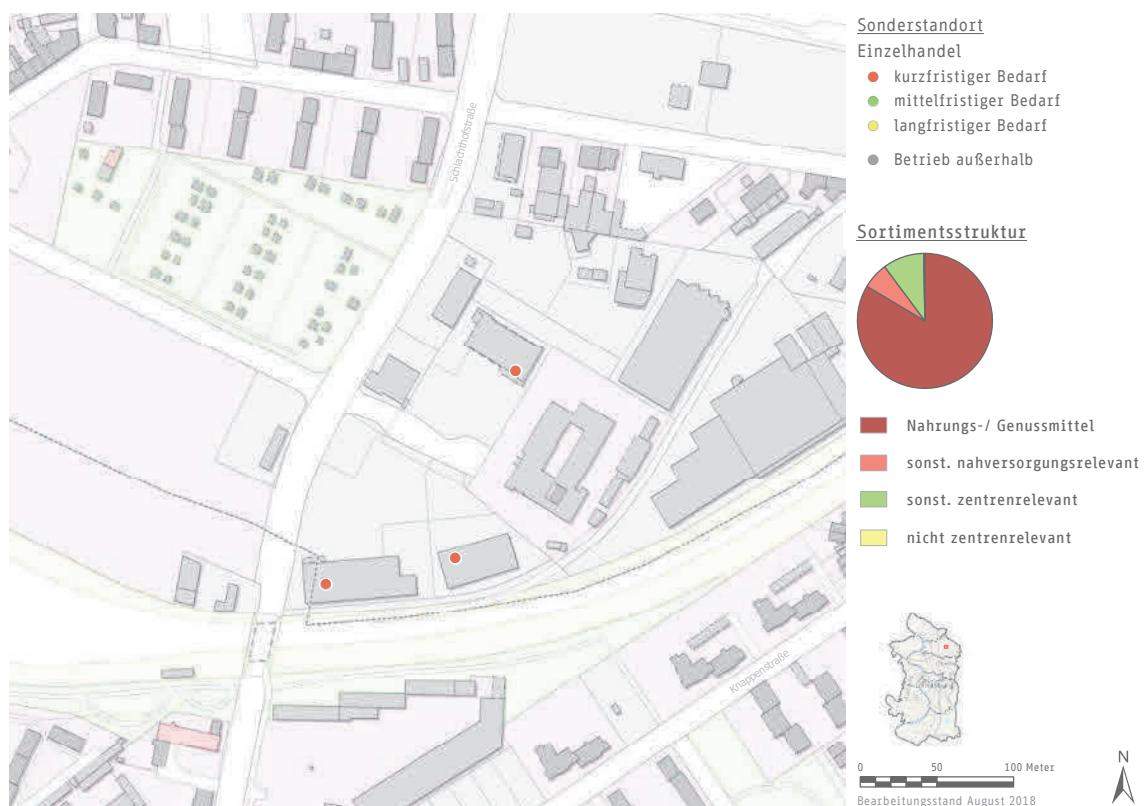 Sonderstandort
Einzelhandel
kurzfristiger Bedarf
mittelfristiger Bedarf
langfristiger Bedarf
Betrieb außerhalb
Sortimentsstruktur
Nahrungs-/ Genussmittel
sonst. nahversorgungsrelevant
sonst. zentrenrelevant
nicht zentrenrelevant
Schlachthofstraße
Knappenstraße
0 50 100 Meter
Bearbeitungsstand August 2018
N